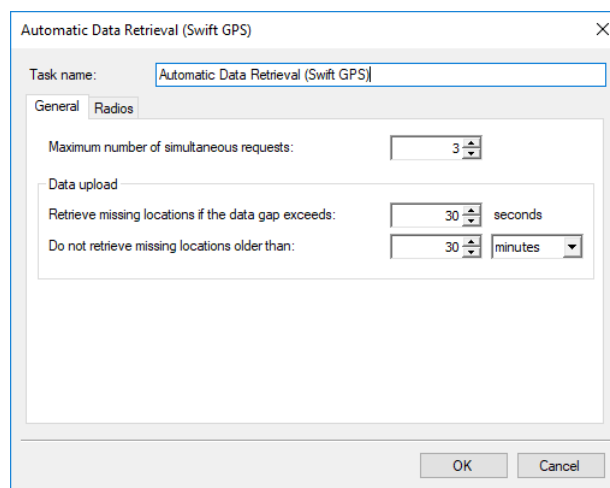 Automatic Data Retrieval (Swift GPS)
Task name: Automatic Data Retrieval (Swift GPS)
General Radios
Maximum number of simultaneous requests: 3
Data upload
Retrieve missing locations if the data gap exceeds: 30 seconds
Do not retrieve missing locations older than: 30 minutes
OK Cancel